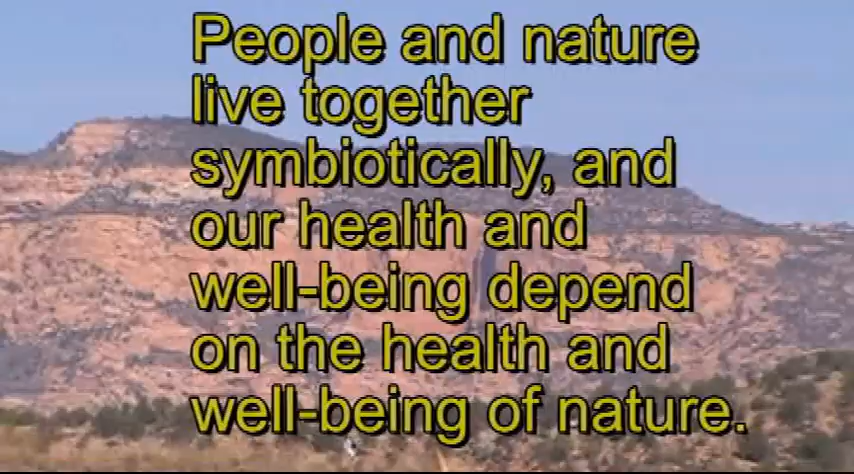 People and nature
live together
symbiotically, and
our health and
well-being depend
on the health and
well-being of nature.